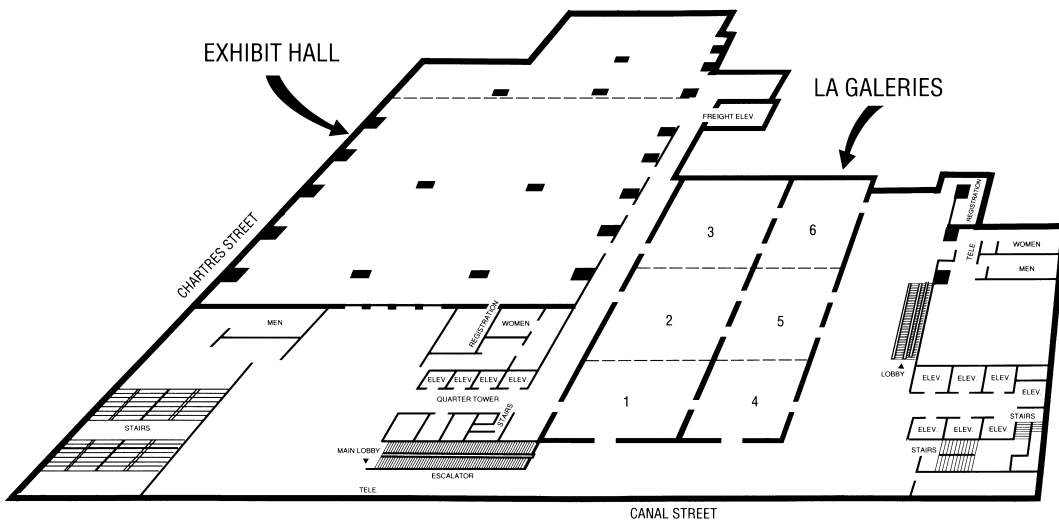 EXHIBIT HALL
LA GALERIES
FREIGHT ELEV.
CHARTRES STREET
REGISTRATION
3
6
TELE.
WOMEN
MEN
MEN
REGISTRATION
WOMEN
2
5
LOBBY
ELEV.
ELEV.
ELEV.
ELEV.
ELEV
ELEV
ELEV.
ELEV.
QUARTER TOWER
1
4
STAIRS
STAIRS
STAIRS
ELEV.
ELEV.
ELEV.
STAIRS
MAIN LOBBY
ESCALATOR
TELE
CANAL STREET